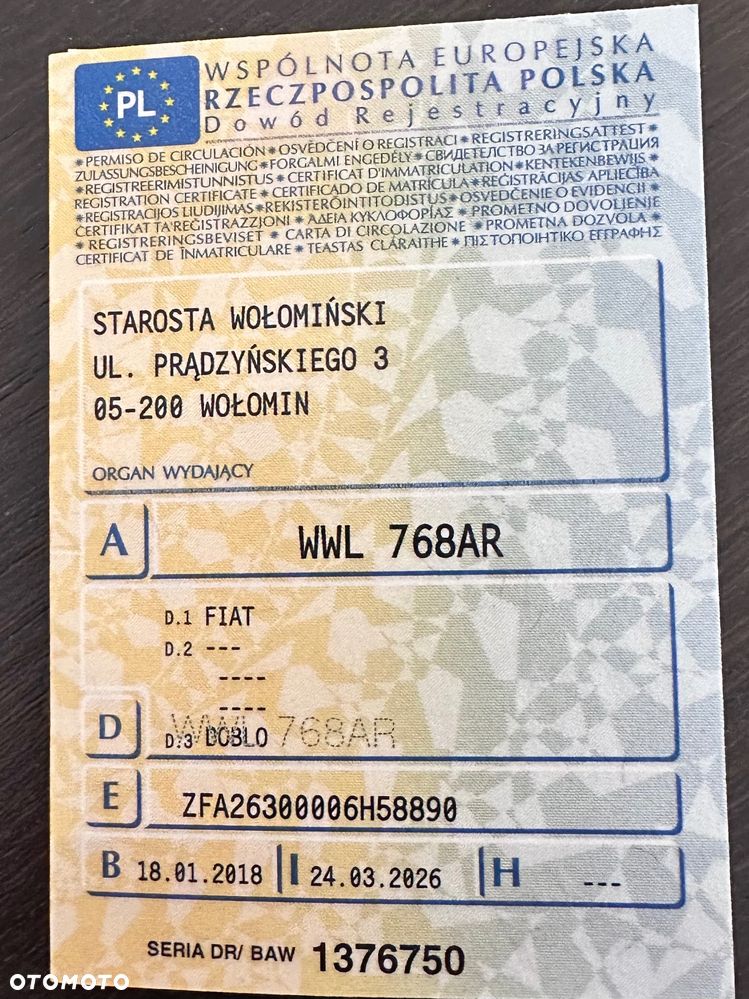 PL
WSPÓLNOTA EUROPEJSKA
RZECZPOSPOLITA POLSKA
Dowód Rejestracyjny
* PERMISO DE CIRCULACIÓN * OSVĚDČENÍ O REGISTRACI * REGISTRERINGSATTEST *
ZULASSUNGSBESCHEINIGUNG * FORGALMI ENGEDÉLY * СВИДЕТЕЛСТВО ЗА РЕГИСТРАЦИЯ
* REGISTREERIMISTUNNISTUS * CERTIFICAT D'IMMATRICULATION * KENTEKENBEWIJS *
REGISTRATION CERTIFICATE * CERTIFICADO DE MATRÍCULA * REĢISTRĀCIJAS APLIECĪBA
* REGISTRACIJOS LIUDIJIMAS * REKISTERÖINTITODISTUS * OSVEDČENIE O EVIDENCII *
ĊERTIFIKAT TA'REĠISTRAZZJONI * ΑΔΕΙΑ ΚΥΚΛΟΦΟΡΙΑΣ * PROMETNO DOVOLJENJE
* REGISTRERINGSBEVISET * CARTA DI CIRCOLAZIONE * PROMETNA DOZVOLA *
CERTIFICAT DE ÎNMATRICULARE * TEASTAS CLÁRAITHE * ΠΙΣΤΟΠΟΙΗΤΙΚΟ ΕΓΓΡΑΦΗΣ
STAROSTA WOŁOMIŃSKI
UL. PRĄDZYŃSKIEGO 3
05-200 WOŁOMIN
ORGAN WYDAJĄCY
A WWL 768AR
D.1 FIAT
D.2 ---
----
----
D D.3 DOBLO
WWL 768AR
E ZFA26300006H58890
B 18.01.2018 I 24.03.2026 H ---
SERIA DR/ BAW 1376750
OTOMOTO